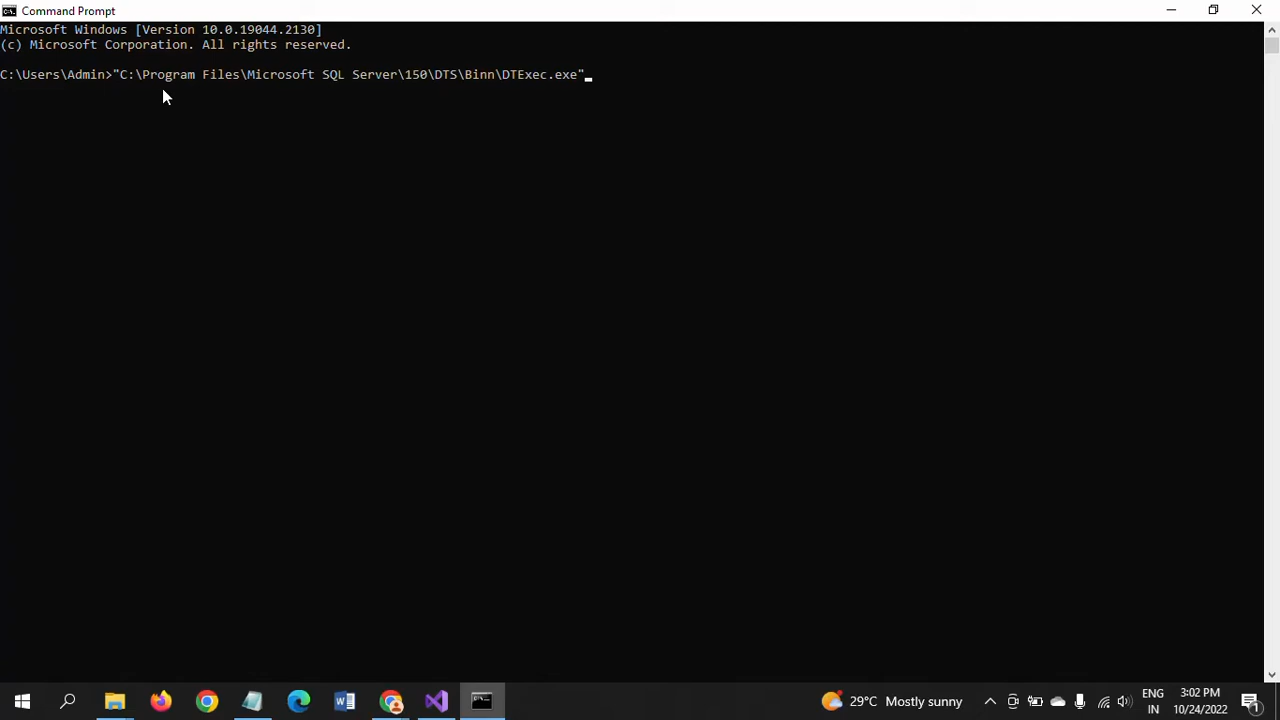 Command Prompt
Microsoft Windows [Version 10.0.19044.2130]
(c) Microsoft Corporation. All rights reserved.
C:\Users\Admin>"C:\Program Files\Microsoft SQL Server\150\DTS\Binn\DTExec.exe"
29°C Mostly sunny
ENG
IN
3:02 PM
10/24/2022
1